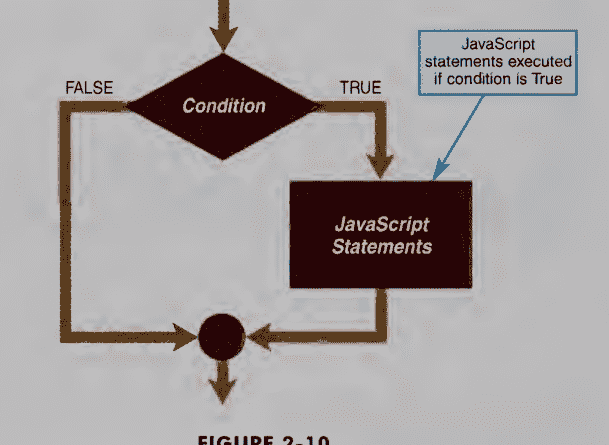 JavaScript
statements executed
if condition is True
FALSE
TRUE
Condition
JavaScript
Statements
FIGURE 2-10